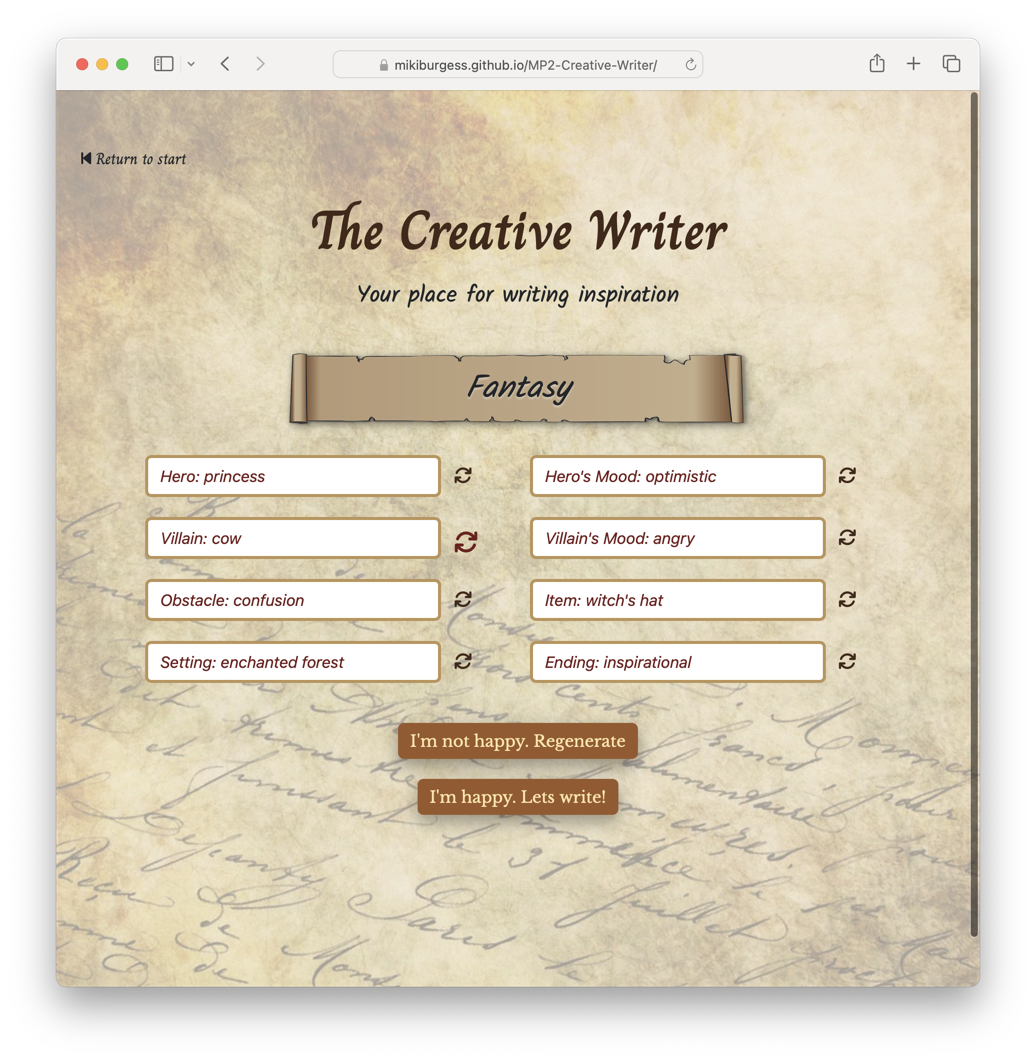 mikiburgess.github.io/MP2-Creative-Writer/
Return to start
The Creative Writer
Your place for writing inspiration
Fantasy
Hero: princess
Hero's Mood: optimistic
Villain: cow
Villain's Mood: angry
Obstacle: confusion
Item: witch's hat
Setting: enchanted forest
Ending: inspirational
I'm not happy. Regenerate
I'm happy. Lets write!